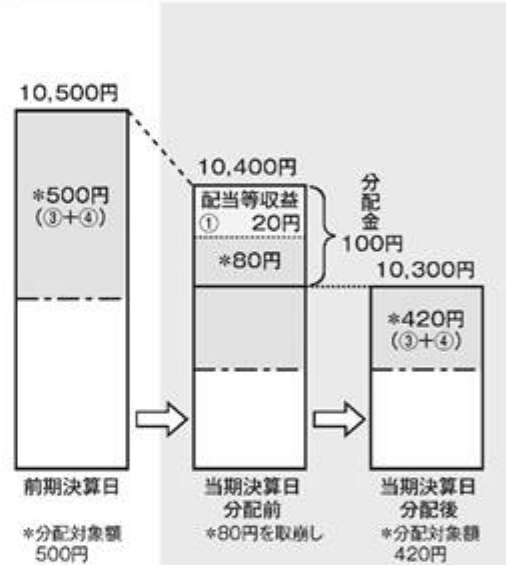 10,500円
*500円
(③+④)
10,400円
配当等収益
① 20円
*80円
分配金
100円
10,300円
*420円
(③+④)
前期決算日
*分配対象額
500円
当期決算日
分配前
*80円を取崩し
当期決算日
分配後
*分配対象額
420円